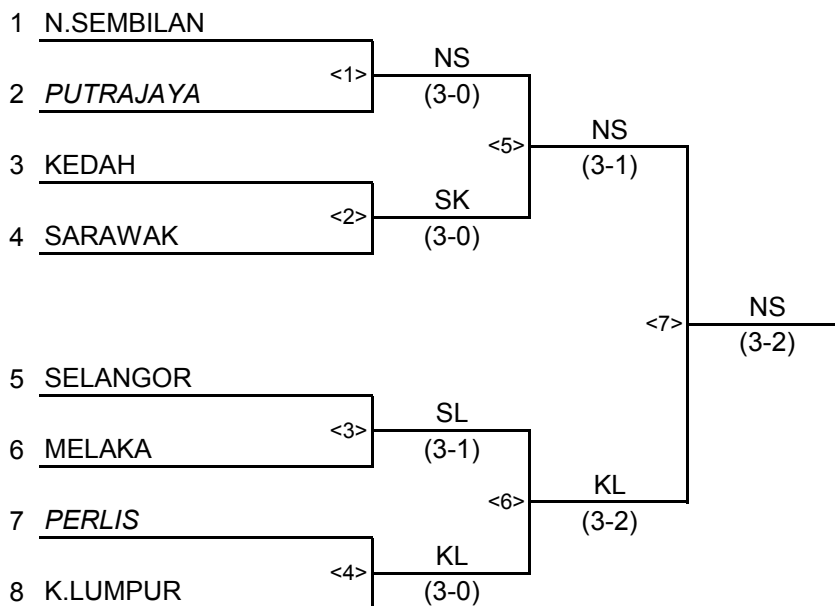 1 N.SEMBILAN
<1> NS
2 PUTRAJAYA (3-0)
<5> NS
3 KEDAH (3-1)
<2> SK
4 SARAWAK (3-0)
<7> NS
(3-2)
5 SELANGOR
<3> SL
6 MELAKA (3-1)
<6> KL
7 PERLIS (3-2)
<4> KL
8 K.LUMPUR (3-0)